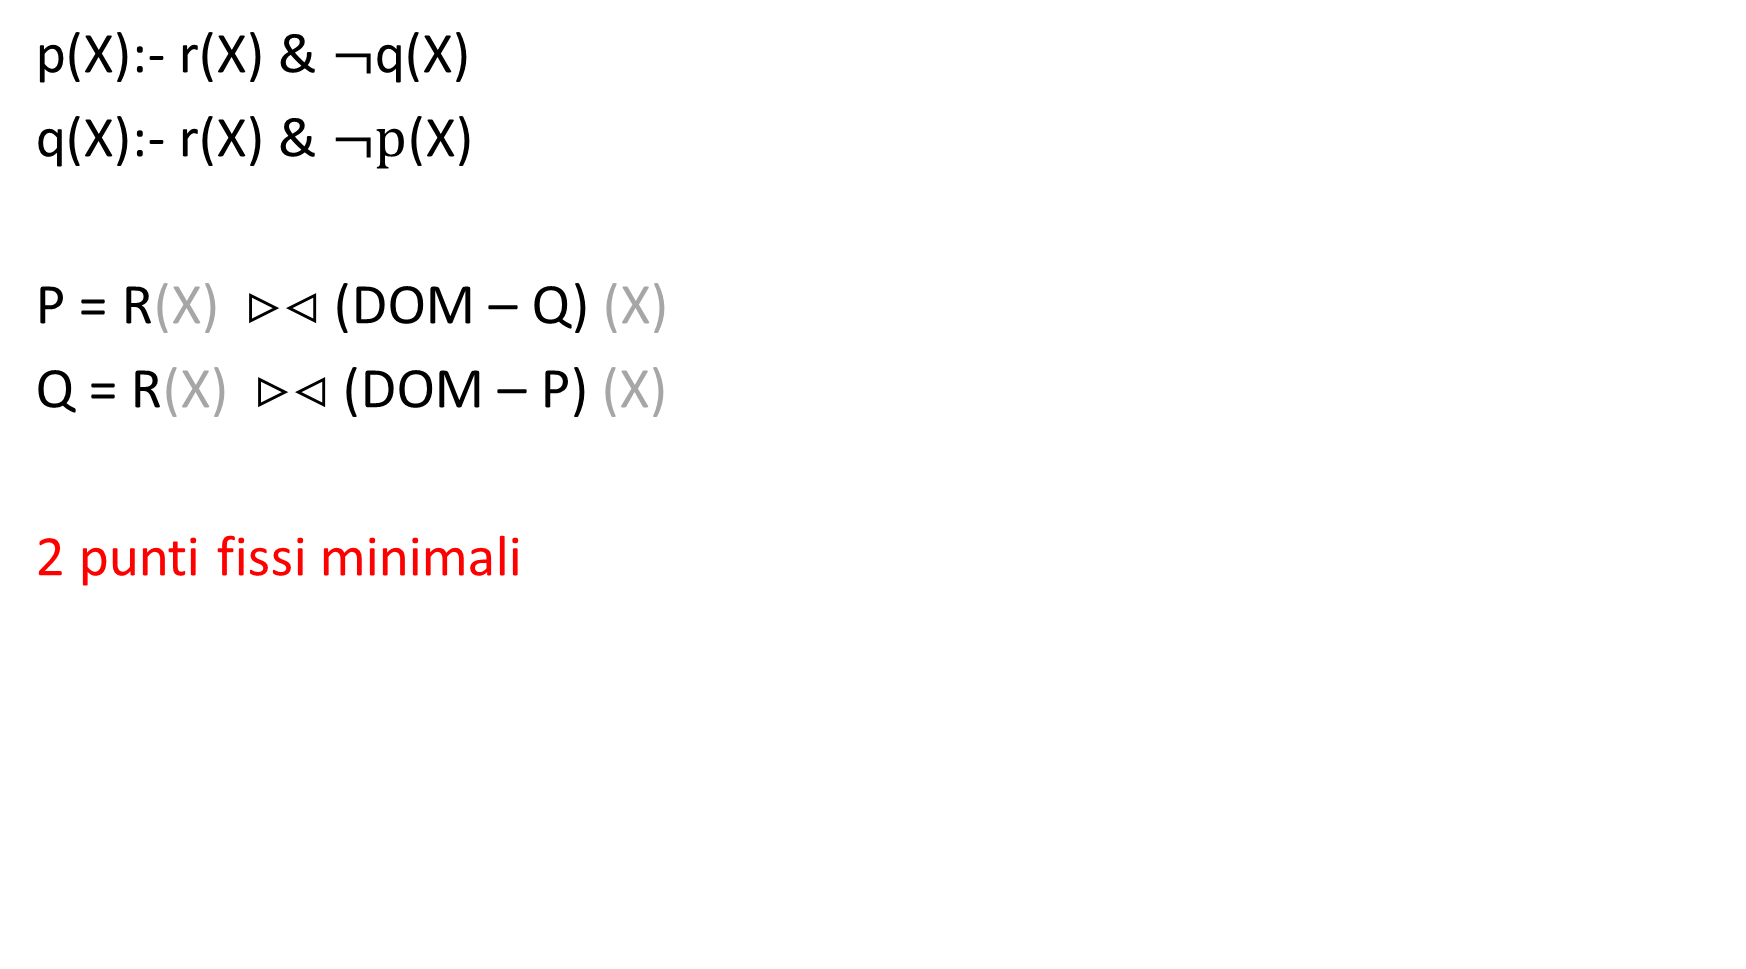 p(X):- r(X) & ¬q(X)
q(X):- r(X) & ¬p(X)
P = R(X) ▷◁ (DOM – Q) (X)
Q = R(X) ▷◁ (DOM – P) (X)
2 punti fissi minimali